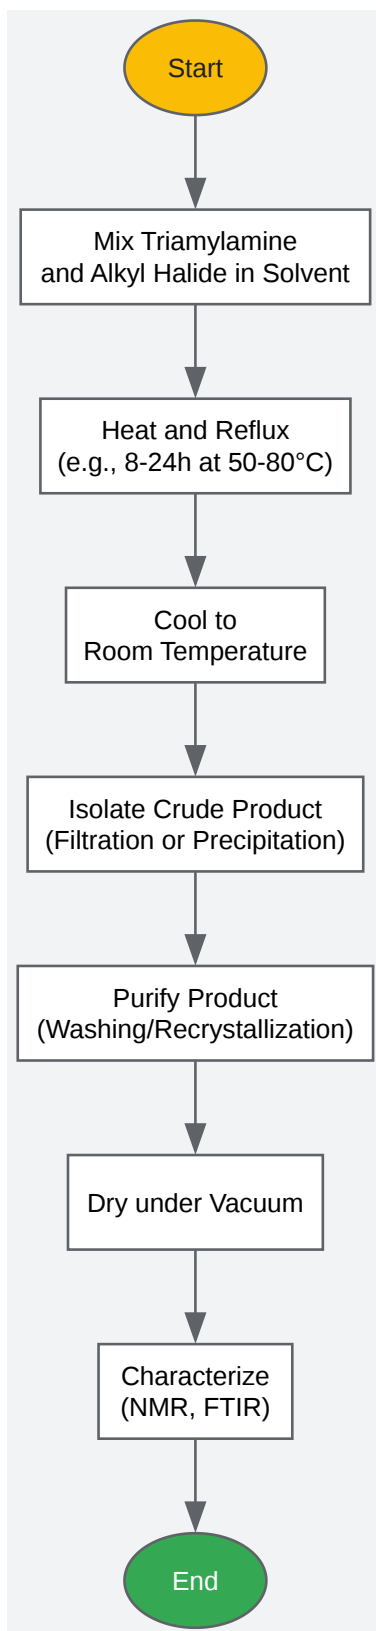 Start
Mix Triamylamine
and Alkyl Halide in Solvent
Heat and Reflux
(e.g., 8-24h at 50-80°C)
Cool to
Room Temperature
Isolate Crude Product
(Filtration or Precipitation)
Purify Product
(Washing/Recrystallization)
Dry under Vacuum
Characterize
(NMR, FTIR)
End